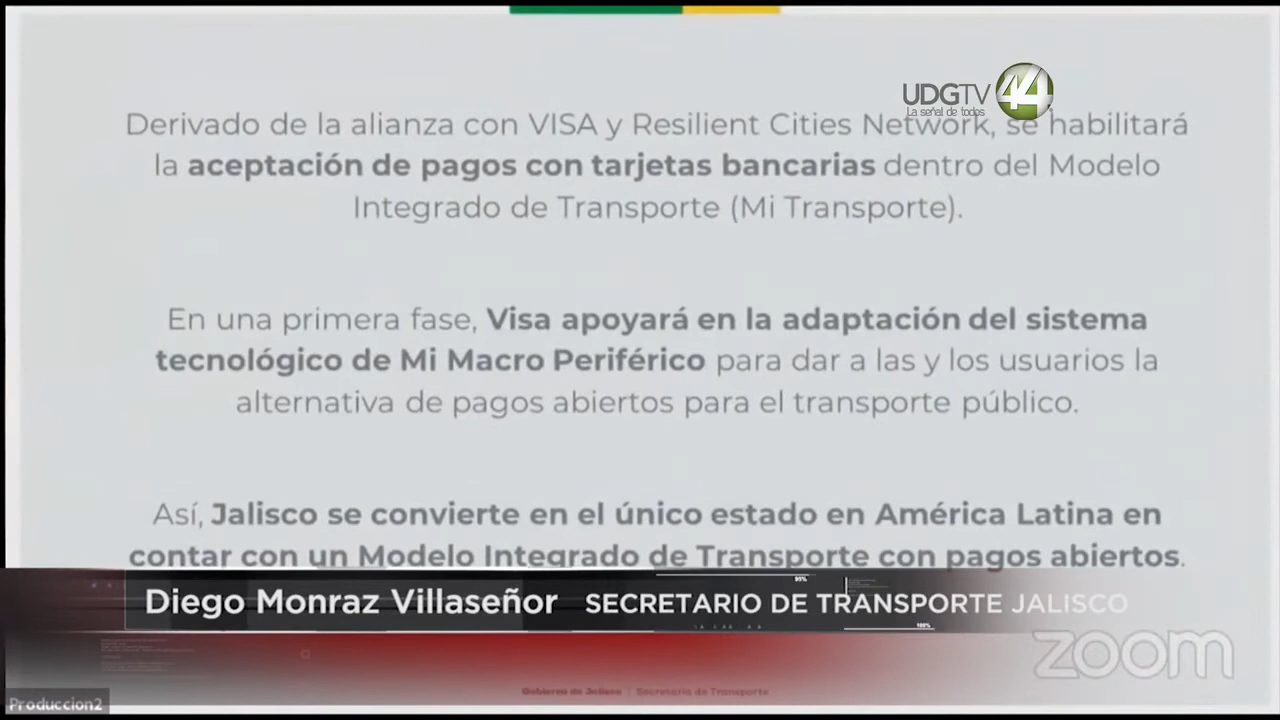 UDGTV 44
La señal de todos
Derivado de la alianza con VISA y Resilient Cities Network, se habilitará
la aceptación de pagos con tarjetas bancarias dentro del Modelo
Integrado de Transporte (Mi Transporte).
En una primera fase, Visa apoyará en la adaptación del sistema
tecnológico de Mi Macro Periférico para dar a las y los usuarios la
alternativa de pagos abiertos para el transporte público.
Así, Jalisco se convierte en el único estado en América Latina en
contar con un Modelo Integrado de Transporte con pagos abiertos.
95%
Diego Monraz Villaseñor SECRETARIO DE TRANSPORTE JALISCO
100%
zoom
Gobierno de Jalisco | Secretaría de Transporte
Produccion2